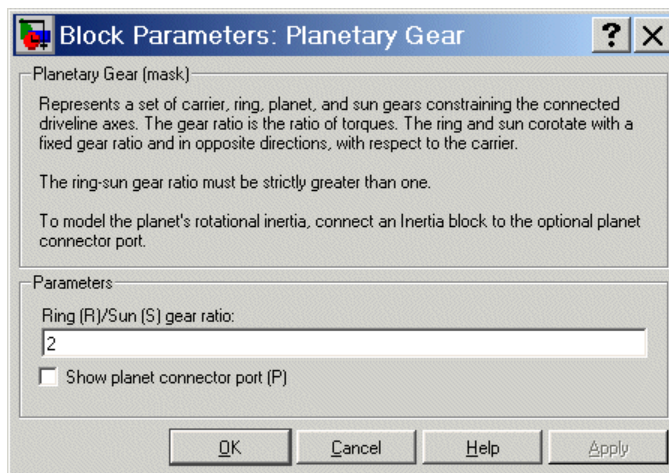 Block Parameters: Planetary Gear
Planetary Gear (mask)
Represents a set of carrier, ring, planet, and sun gears constraining the connected
driveline axes. The gear ratio is the ratio of torques. The ring and sun corotate with a
fixed gear ratio and in opposite directions, with respect to the carrier.
The ring-sun gear ratio must be strictly greater than one.
To model the planet's rotational inertia, connect an Inertia block to the optional planet
connector port.
Parameters
Ring (R)/Sun (S) gear ratio:
2
Show planet connector port (P)
OK Cancel Help Apply